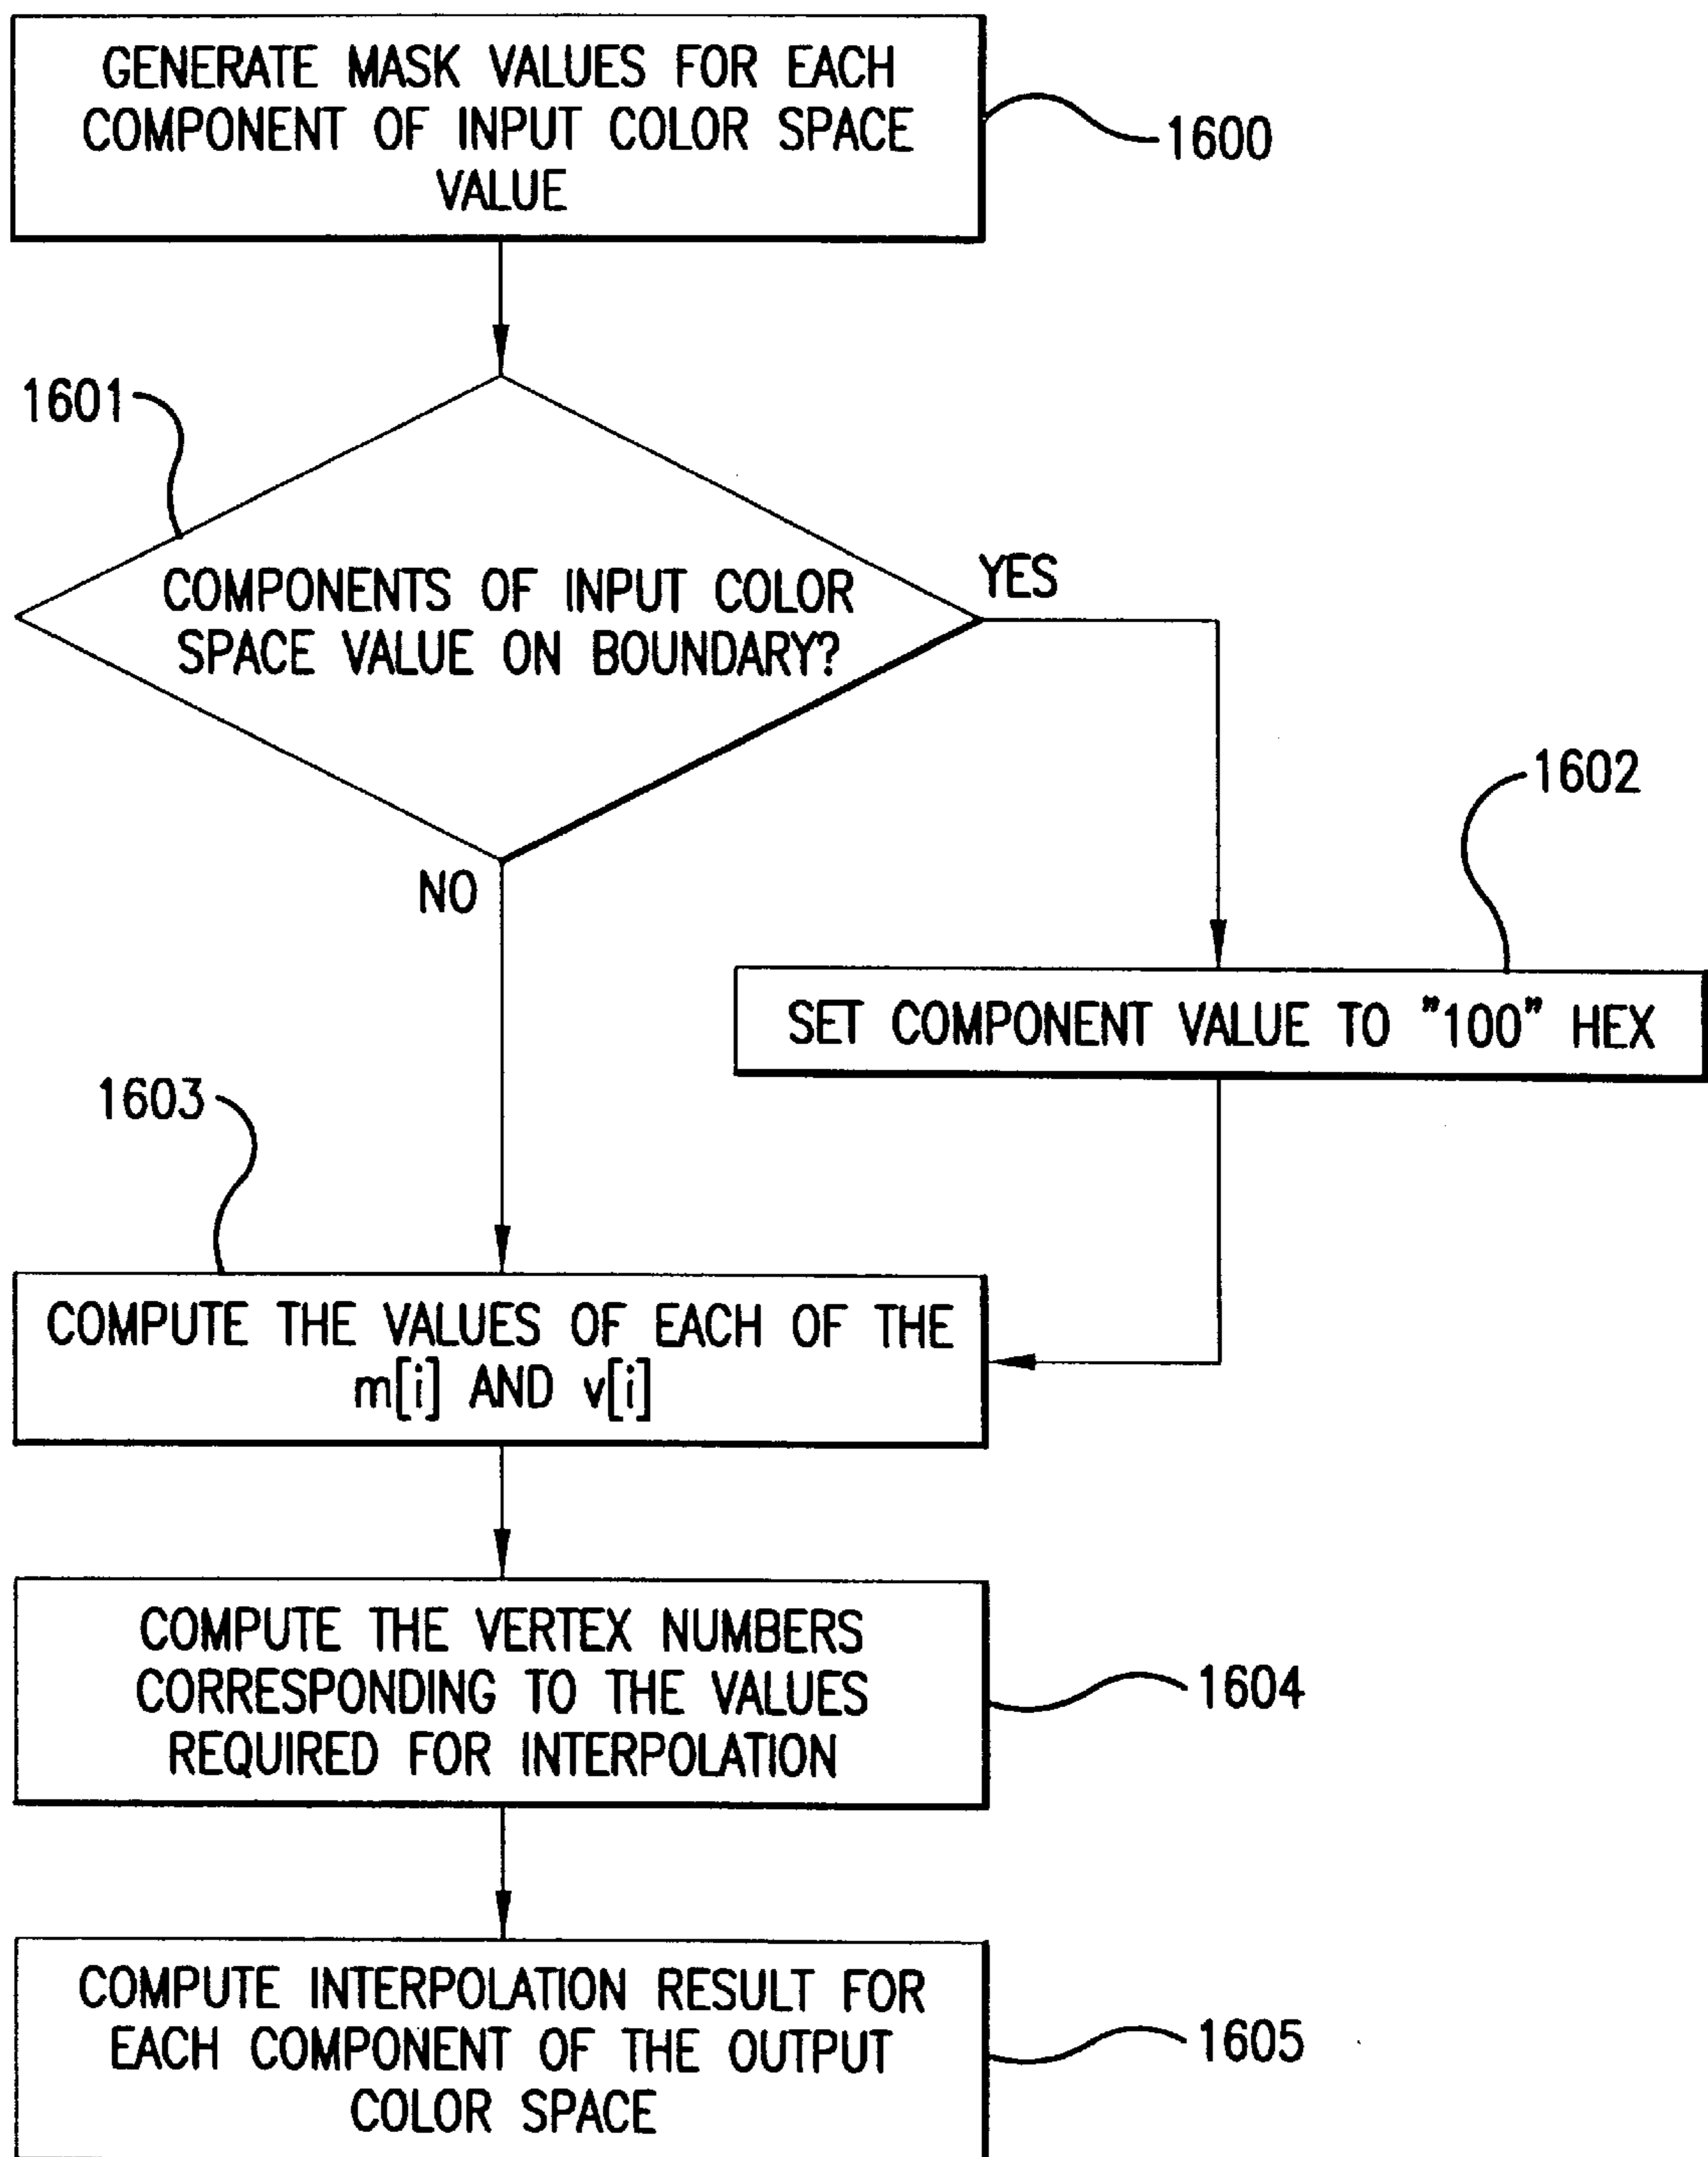 GENERATE MASK VALUES FOR EACH
COMPONENT OF INPUT COLOR SPACE
VALUE
1600
1601
COMPONENTS OF INPUT COLOR
SPACE VALUE ON BOUNDARY?
YES
NO
1602
SET COMPONENT VALUE TO "100" HEX
1603
COMPUTE THE VALUES OF EACH OF THE
m[i] AND v[i]
COMPUTE THE VERTEX NUMBERS
CORRESPONDING TO THE VALUES
REQUIRED FOR INTERPOLATION
1604
COMPUTE INTERPOLATION RESULT FOR
EACH COMPONENT OF THE OUTPUT
COLOR SPACE
1605